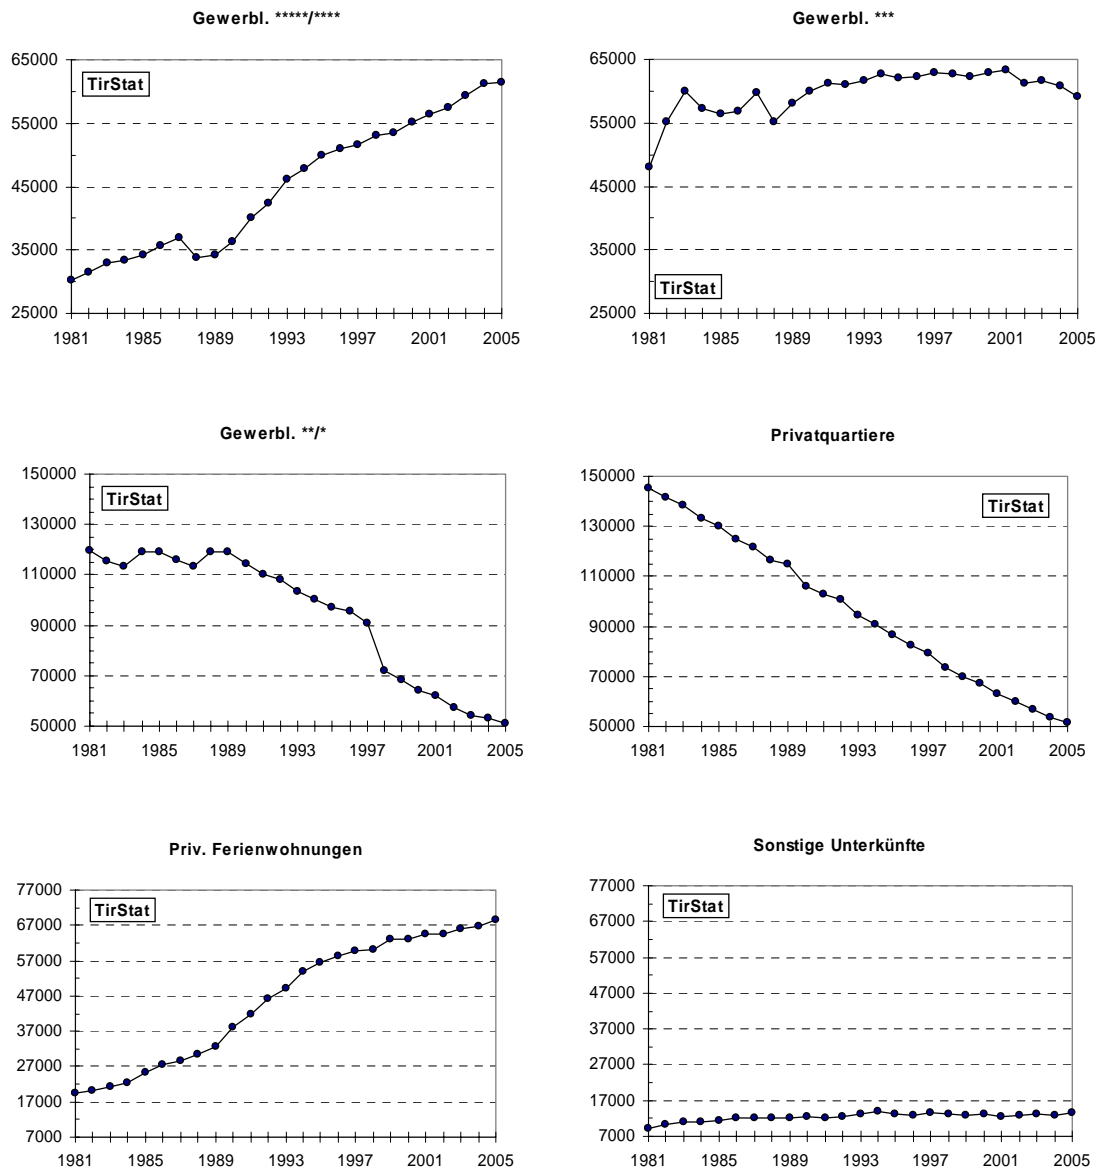 Gewerbl. *****/****
65000
TirStat
55000
45000
35000
25000
1981 1985 1989 1993 1997 2001 2005
Gewerbl. ***
65000
55000
45000
35000
TirStat
25000
1981 1985 1989 1993 1997 2001 2005
Gewerbl. **/*
150000
TirStat
130000
110000
90000
70000
50000
1981 1985 1989 1993 1997 2001 2005
Privatquartiere
150000
TirStat
130000
110000
90000
70000
50000
1981 1985 1989 1993 1997 2001 2005
Priv. Ferienwohnungen
77000
TirStat
67000
57000
47000
37000
27000
17000
7000
1981 1985 1989 1993 1997 2001 2005
Sonstige Unterkünfte
77000
TirStat
67000
57000
47000
37000
27000
17000
7000
1981 1985 1989 1993 1997 2001 2005